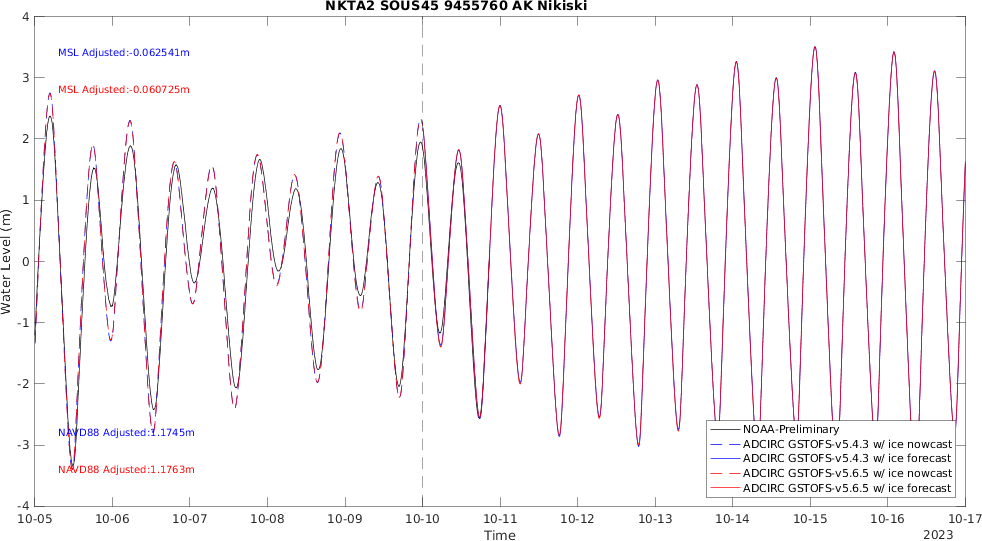 NKTA2 SOUS45 9455760 AK Nikiski
4
3
2
1
0
-1
-2
-3
-4
Water Level (m)
MSL Adjusted:-0.062541m
MSL Adjusted:-0.060725m
NAVD88 Adjusted:1.1745m
NAVD88 Adjusted:1.1763m
NOAA-Preliminary
ADCIRC GSTOFS-v5.4.3 w/ ice nowcast
ADCIRC GSTOFS-v5.4.3 w/ ice forecast
ADCIRC GSTOFS-v5.6.5 w/ ice nowcast
ADCIRC GSTOFS-v5.6.5 w/ ice forecast
10-05 10-06 10-07 10-08 10-09 10-10 10-11 10-12 10-13 10-14 10-15 10-16 10-17
Time
2023